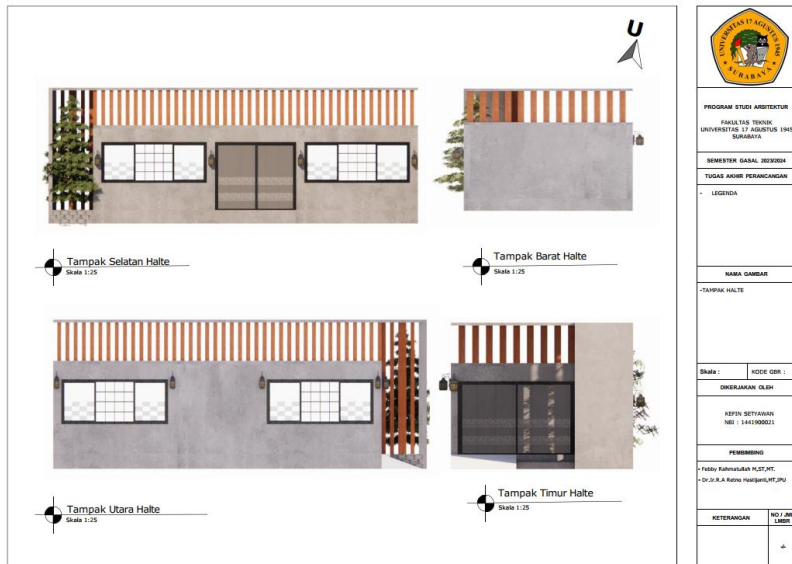 U
Tampak Selatan Halte
Skala 1:25
Tampak Barat Halte
Skala 1:25
Tampak Utara Halte
Skala 1:25
Tampak Timur Halte
Skala 1:25
UNIVERSITAS 17 AGUSTUS 1945
SURABAYA
PROGRAM STUDI ARSITEKTUR
FAKULTAS TEKNIK
UNIVERSITAS 17 AGUSTUS 1945
SURABAYA
SEMESTER GASAL 2023/2024
TUGAS AKHIR PERANCANGAN
- LEGENDA
NAMA GAMBAR
-TAMPAK HALTE
Skala : KODE GBR :
DIKERJAKAN OLEH
KEFIN SETYAWAN
NBI : 1441900021
PEMBIMBING
- Febby Rahmatullah M,ST,MT.
- Dr.Ir.R.A Retno Hastijanti,MT,IPU
KETERANGAN NO / JML
LMBR